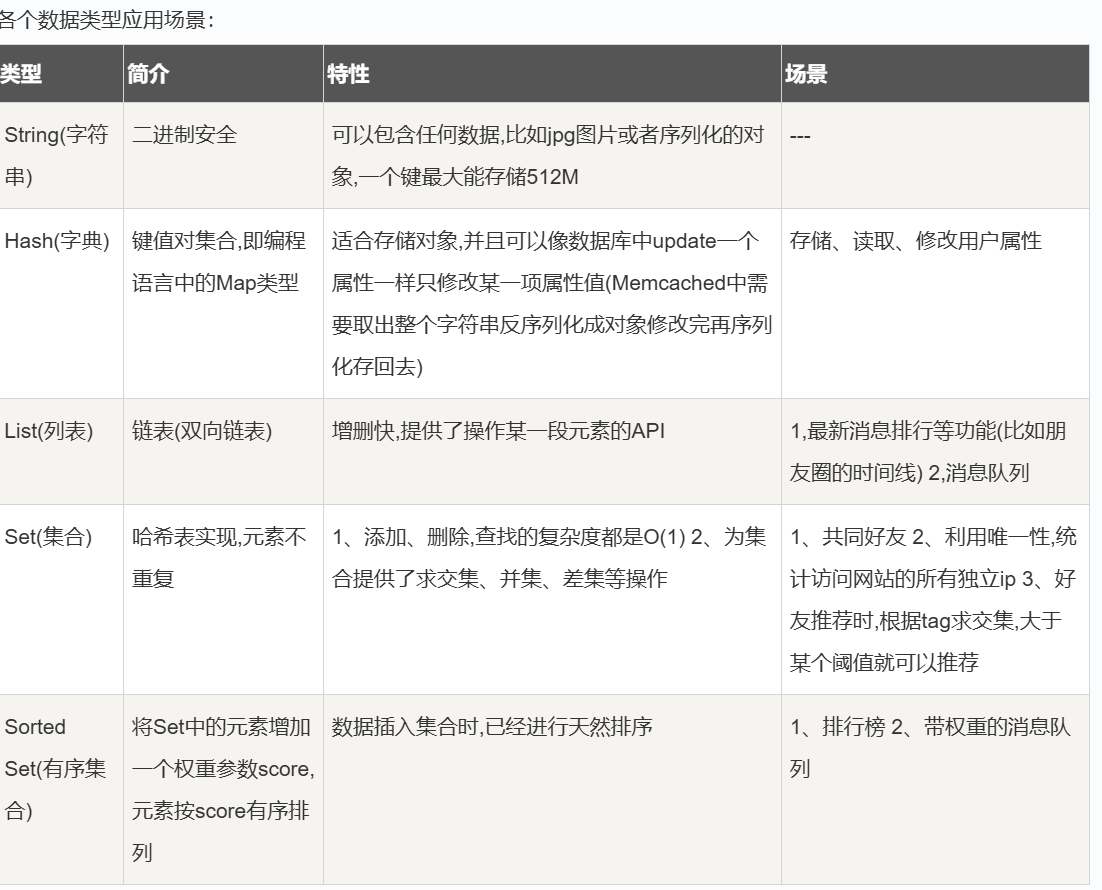 各个数据类型应用场景：
类型 简介 特性 场景
String(字符
串)
二进制安全
可以包含任何数据,比如jpg图片或者序列化的对
象,一个键最大能存储512M
---
Hash(字典)
键值对集合,即编程
语言中的Map类型
适合存储对象,并且可以像数据库中update一个
属性一样只修改某一项属性值(Memcached中需
要取出整个字符串反序列化成对象修改完再序列
化存回去)
存储、读取、修改用户属性
List(列表)
链表(双向链表)
增删快,提供了操作某一段元素的API
1,最新消息排行等功能(比如朋
友圈的时间线) 2,消息队列
Set(集合)
哈希表实现,元素不
重复
1、添加、删除,查找的复杂度都是O(1) 2、为集
合提供了求交集、并集、差集等操作
1、共同好友 2、利用唯一性,统
计访问网站的所有独立ip 3、好
友推荐时,根据tag求交集,大于
某个阈值就可以推荐
Sorted
Set(有序集
合)
将Set中的元素增加
一个权重参数score,
元素按score有序排
列
数据插入集合时,已经进行天然排序
1、排行榜 2、带权重的消息队
列